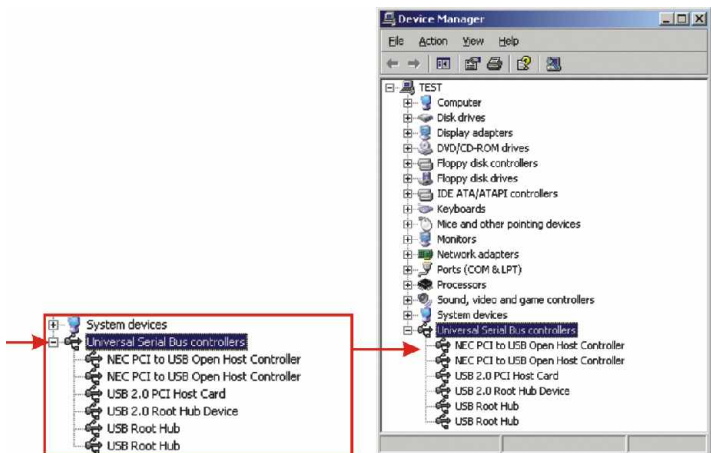 Device Manager
File Action View Help
TEST
Computer
Disk drives
Display adapters
DVD/CD-ROM drives
Floppy disk controllers
Floppy disk drives
IDE ATA/ATAPI controllers
Keyboards
Mice and other pointing devices
Monitors
Network adapters
Ports (COM & LPT)
Processors
Sound, video and game controllers
System devices
Universal Serial Bus controllers
NEC PCI to USB Open Host Controller
NEC PCI to USB Open Host Controller
USB 2.0 PCI Host Card
USB 2.0 Root Hub Device
USB Root Hub
USB Root Hub
System devices
Universal Serial Bus controllers
NEC PCI to USB Open Host Controller
NEC PCI to USB Open Host Controller
USB 2.0 PCI Host Card
USB 2.0 Root Hub Device
USB Root Hub
USB Root Hub